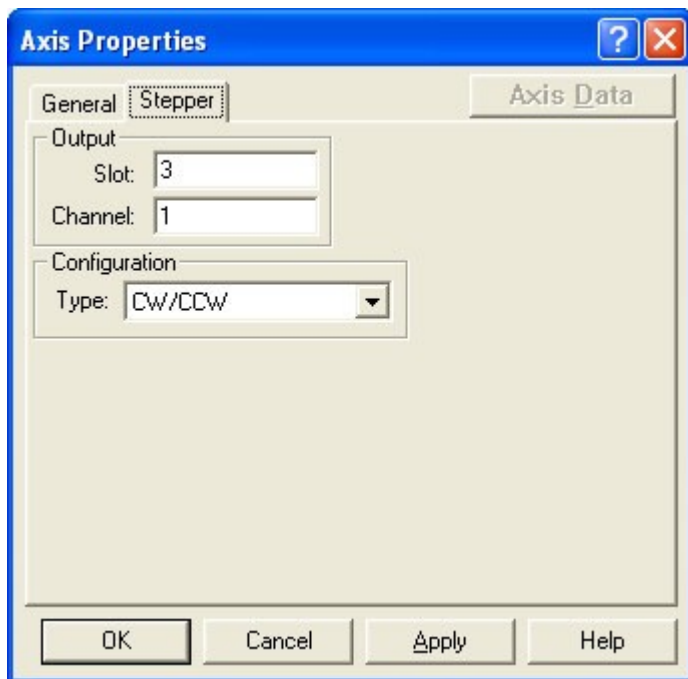 Axis Properties
General Stepper Axis Data
Output
Slot: 3
Channel: 1
Configuration
Type: CW/CCW
OK Cancel Apply Help